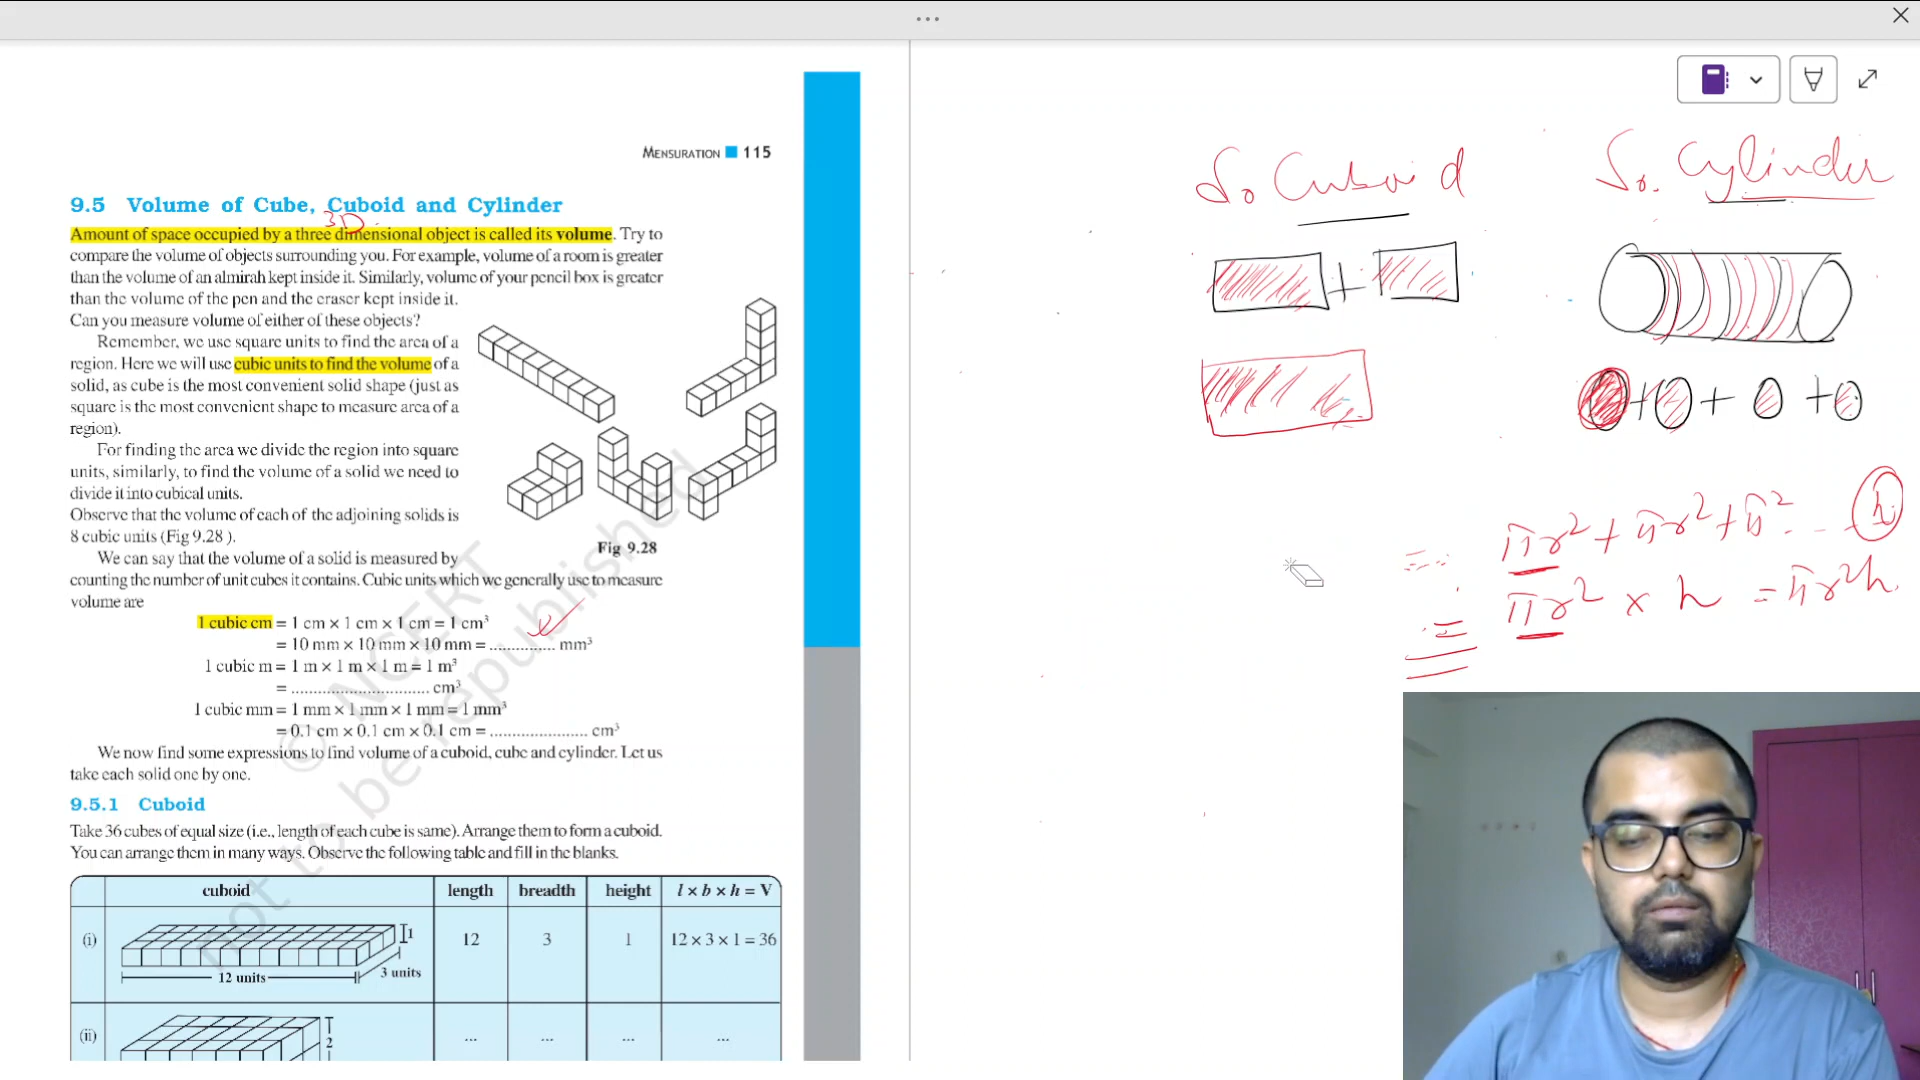 MENSURATION 115
9.5 Volume of Cube, Cuboid and Cylinder
3D
Amount of space occupied by a three dimensional object is called its volume. Try to
compare the volume of objects surrounding you. For example, volume of a room is greater
than the volume of an almirah kept inside it. Similarly, volume of your pencil box is greater
than the volume of the pen and the eraser kept inside it.
Can you measure volume of either of these objects?
Remember, we use square units to find the area of a
region. Here we will use cubic units to find the volume of a
solid, as cube is the most convenient solid shape (just as
square is the most convenient shape to measure area of a
region).
For finding the area we divide the region into square
units, similarly, to find the volume of a solid we need to
divide it into cubical units.
Observe that the volume of each of the adjoining solids is
8 cubic units (Fig 9.28 ).
Fig 9.28
We can say that the volume of a solid is measured by
counting the number of unit cubes it contains. Cubic units which we generally use to measure
volume are
1 cubic cm = 1 cm × 1 cm × 1 cm = 1 cm³
= 10 mm × 10 mm × 10 mm = ............... mm³
1 cubic m = 1 m × 1 m × 1 m = 1 m³
= ............................... cm³
1 cubic mm = 1 mm × 1 mm × 1 mm = 1 mm³
= 0.1 cm × 0.1 cm × 0.1 cm = ...................... cm³
We now find some expressions to find volume of a cuboid, cube and cylinder. Let us
take each solid one by one.
9.5.1 Cuboid
Take 36 cubes of equal size (i.e., length of each cube is same). Arrange them to form a cuboid.
You can arrange them in many ways. Observe the following table and fill in the blanks.
cuboid length breadth height l × b × h = V
(i) 12 units 3 units 1 12 3 1 12 × 3 × 1 = 36
(ii) 2 ... ... ... ...
© NCERT
not to be republished
So Cuboid
+
So. Cylinder
+ + +
= πr² + πr² + π² - - h
= πr² × h = πr²h